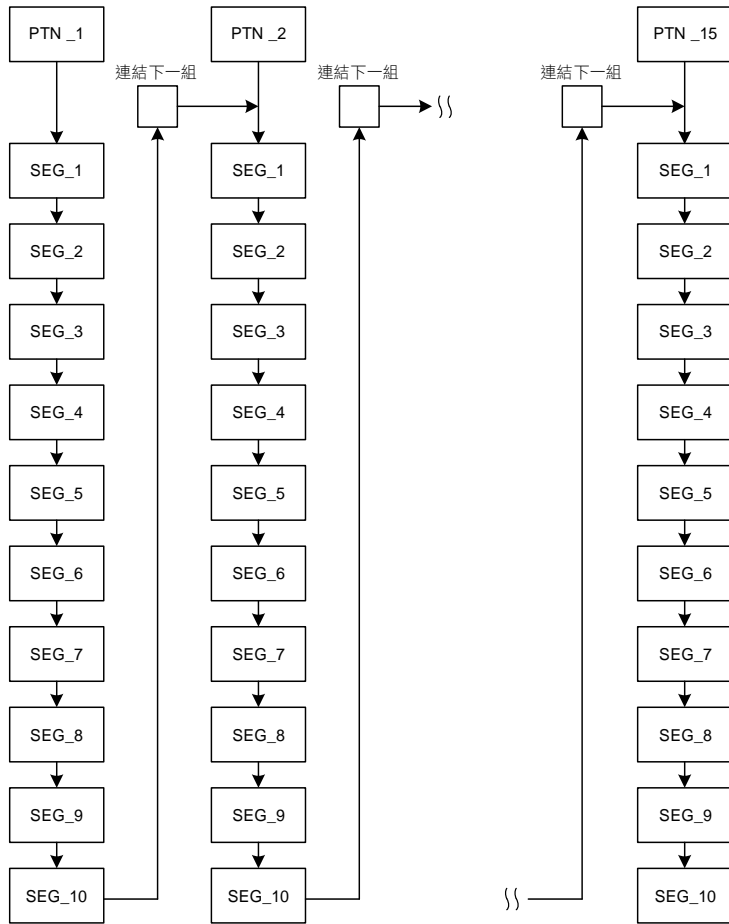 PTN _1
SEG_1
SEG_2
SEG_3
SEG_4
SEG_5
SEG_6
SEG_7
SEG_8
SEG_9
SEG_10
連結下一組
PTN _2
SEG_1
SEG_2
SEG_3
SEG_4
SEG_5
SEG_6
SEG_7
SEG_8
SEG_9
SEG_10
連結下一組
連結下一組
PTN _15
SEG_1
SEG_2
SEG_3
SEG_4
SEG_5
SEG_6
SEG_7
SEG_8
SEG_9
SEG_10